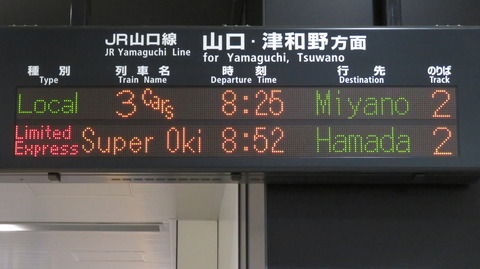 JR山口線 山口・津和野方面
JR Yamaguchi Line for Yamaguchi, Tsuwano
種別 列車名 時刻 行先 のりば
Type Train Name Departure Time Destination Track
Local 3 Cars 8:25 Miyano 2
Limited Express Super Oki 8:52 Hamada 2